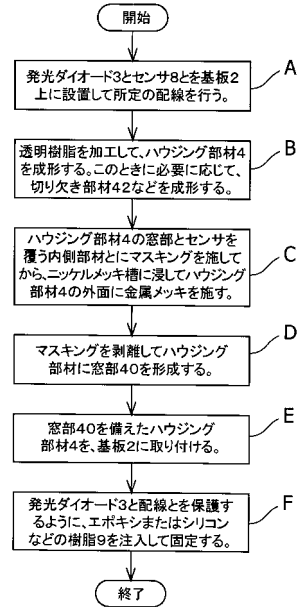 開始
発光ダイオード3とセンサ8とを基板2
上に設置して所定の配線を行う。
A
透明樹脂を加工して、ハウジング部材4
を成形する。このときに必要に応じて、
切り欠き部材42などを成形する。
B
ハウジング部材4の窓部とセンサを
覆う内側部材とにマスキングを施して
から、ニッケルメッキ槽に浸してハウジング
部材4の外面に金属メッキを施す。
C
マスキングを剥離してハウジング
部材に窓部40を形成する。
D
窓部40を備えたハウジング
部材4を、基板2に取り付ける。
E
発光ダイオード3と配線とを保護す
るように、エポキシまたはシリコン
などの樹脂9を注入して固定する。
F
終了